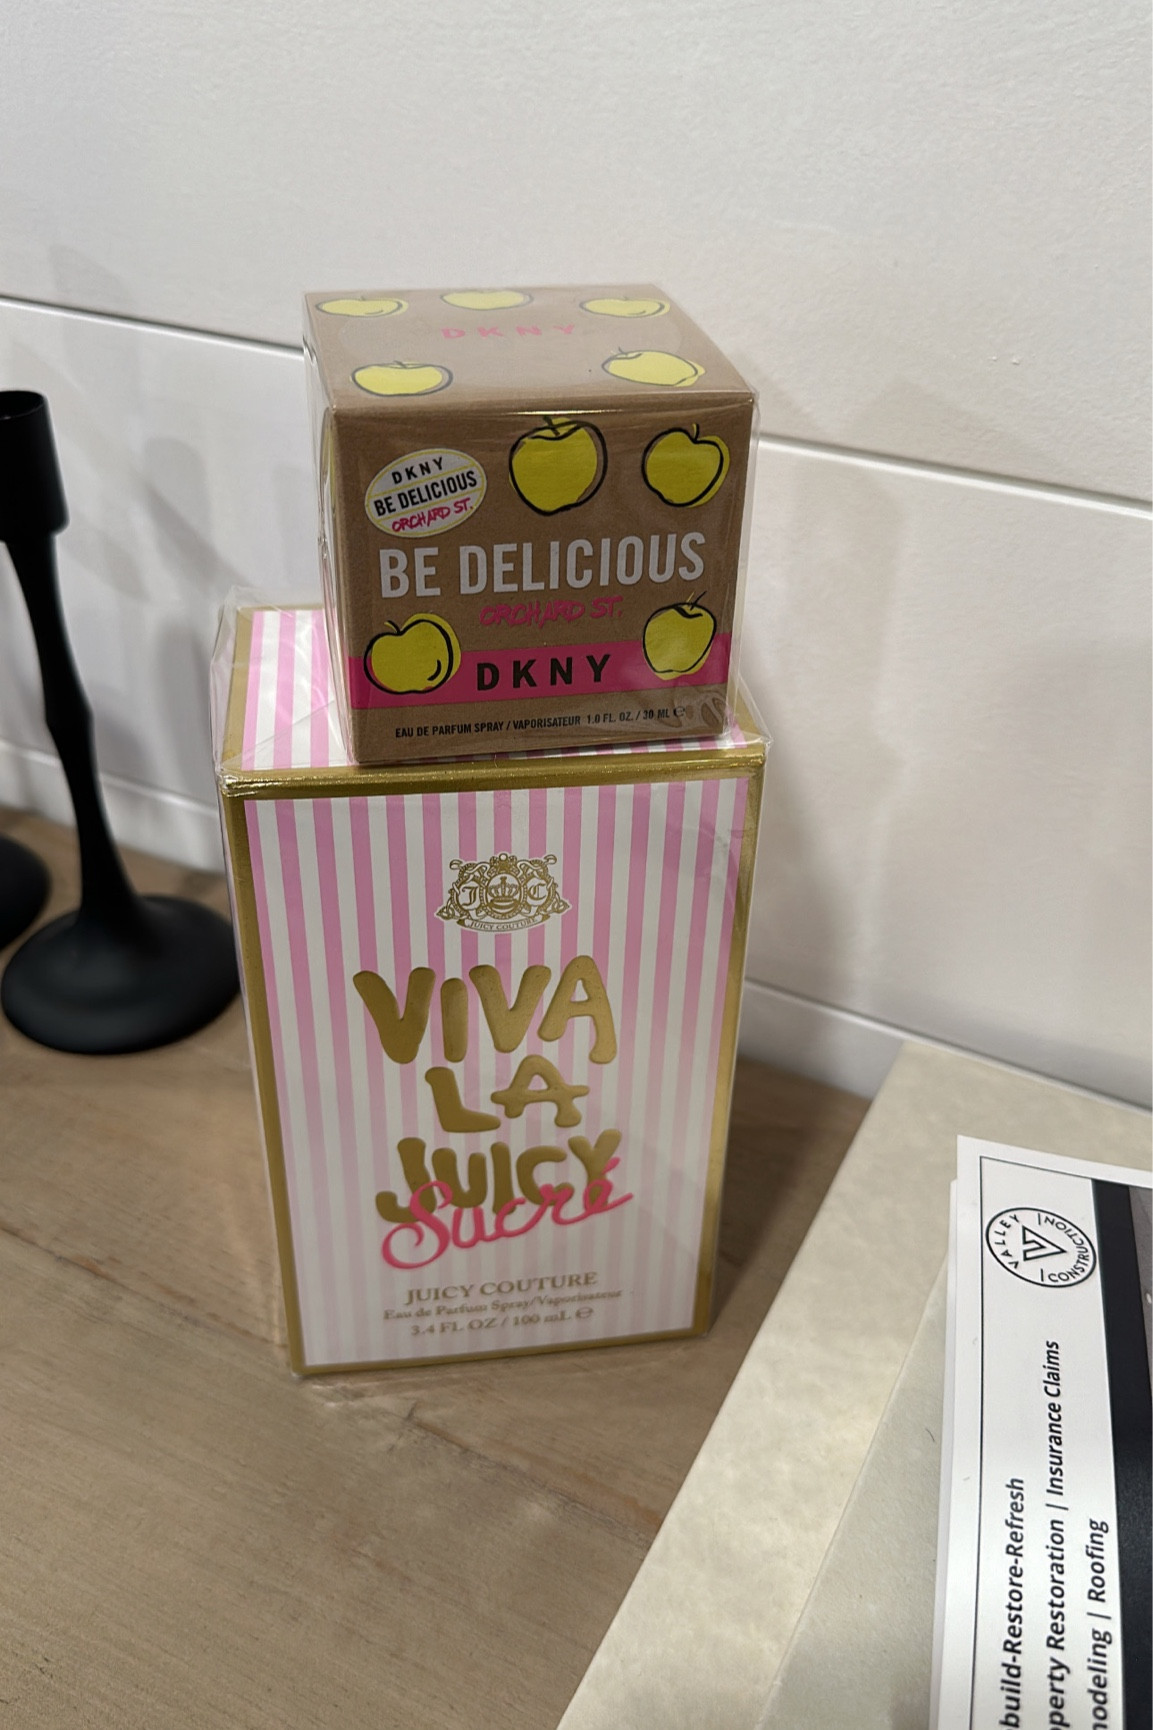 DKNY
DKNY
BE DELICIOUS
ORCHARD ST.
BE DELICIOUS
ORCHARD ST.
DKNY
EAU DE PARFUM SPRAY / VAPORISATEUR 1.0 FL. OZ. / 30 ML ℮
J C
JUICY COUTURE
VIVA
LA
JUICY
Sucré
JUICY COUTURE
Eau de Parfum Spray/Vaporisateur
3.4 FL OZ / 100 mL ℮
VALLEY
V
CONSTRUCTION
build-Restore-Refresh
perty Restoration | Insurance Claims
odeling | Roofing